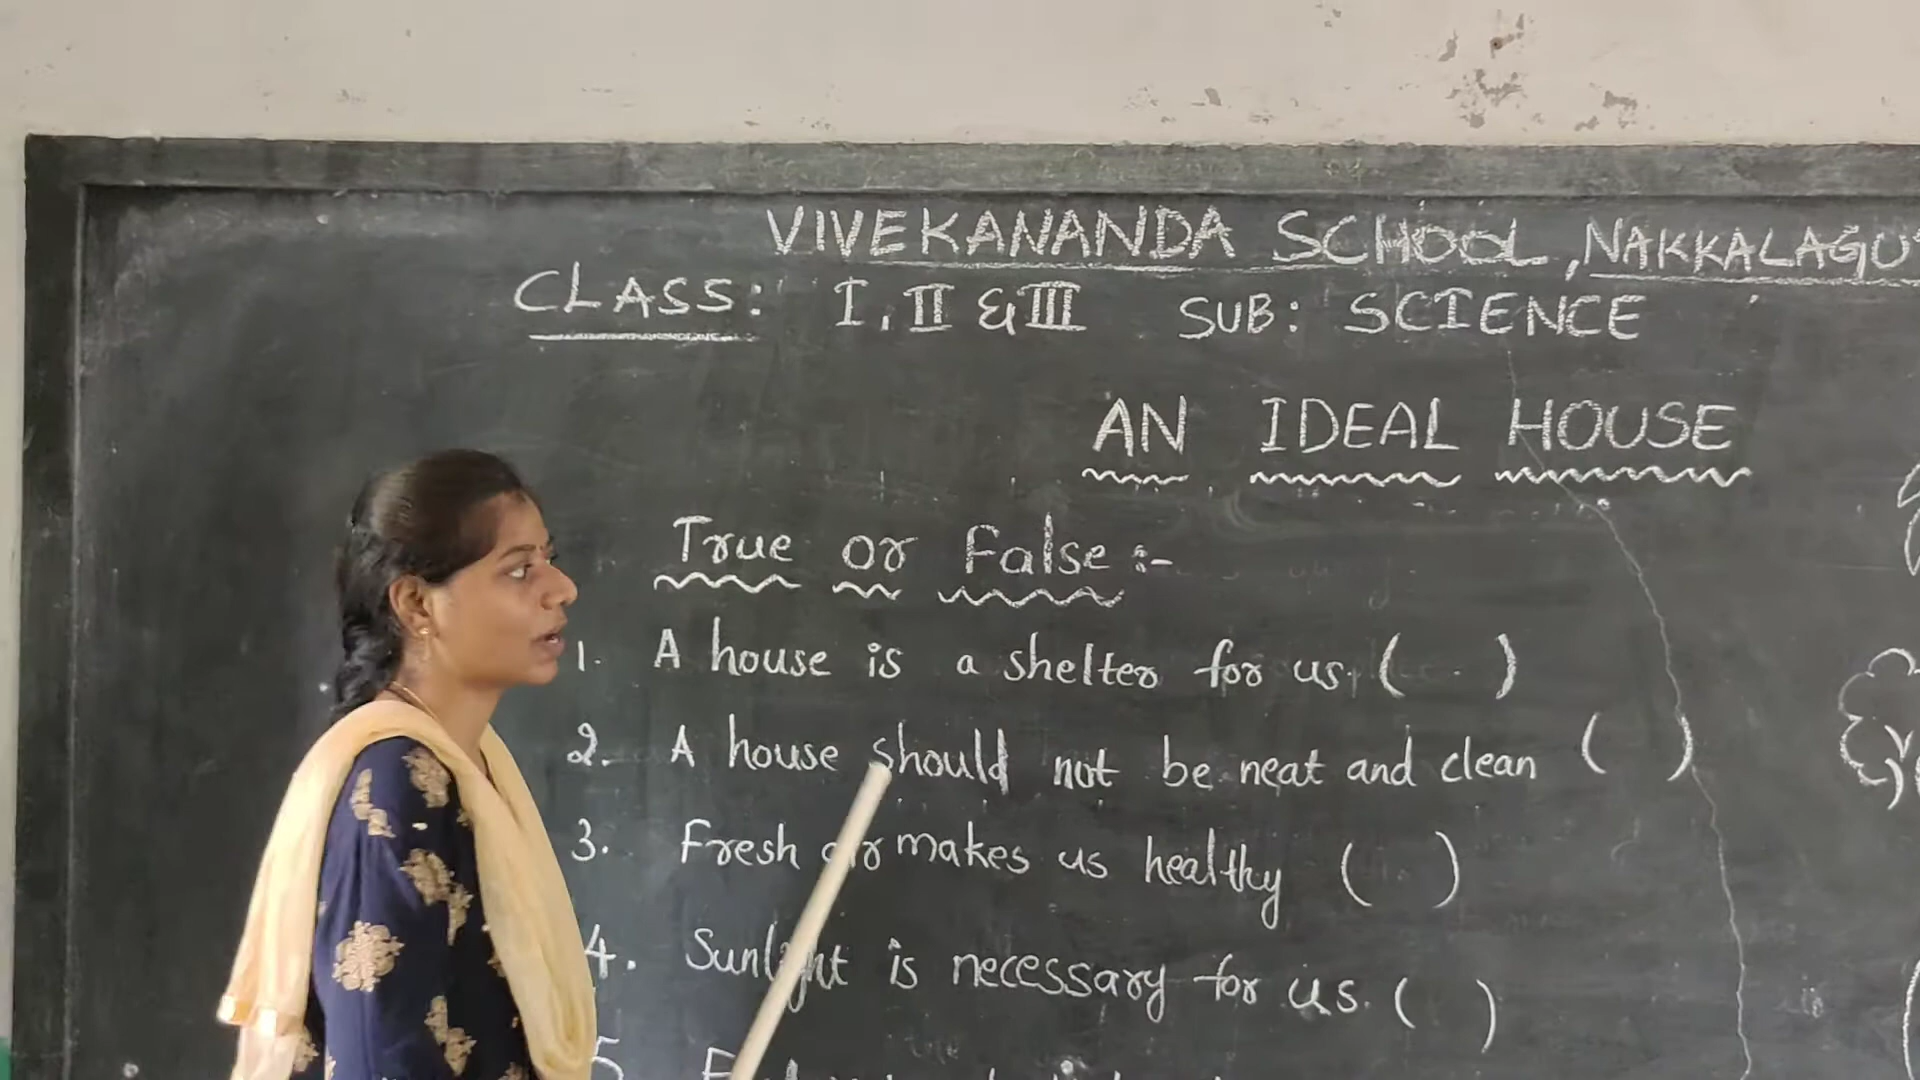 VIVEKANANDA SCHOOL, NAKKALAGU
CLASS: I, II & III SUB: SCIENCE
AN IDEAL HOUSE
True or False :-
1. A house is a shelter for us. ( )
2. A house should not be neat and clean ( )
3. Fresh air makes us healthy ( )
4. Sunlight is necessary for us. ( )
5.